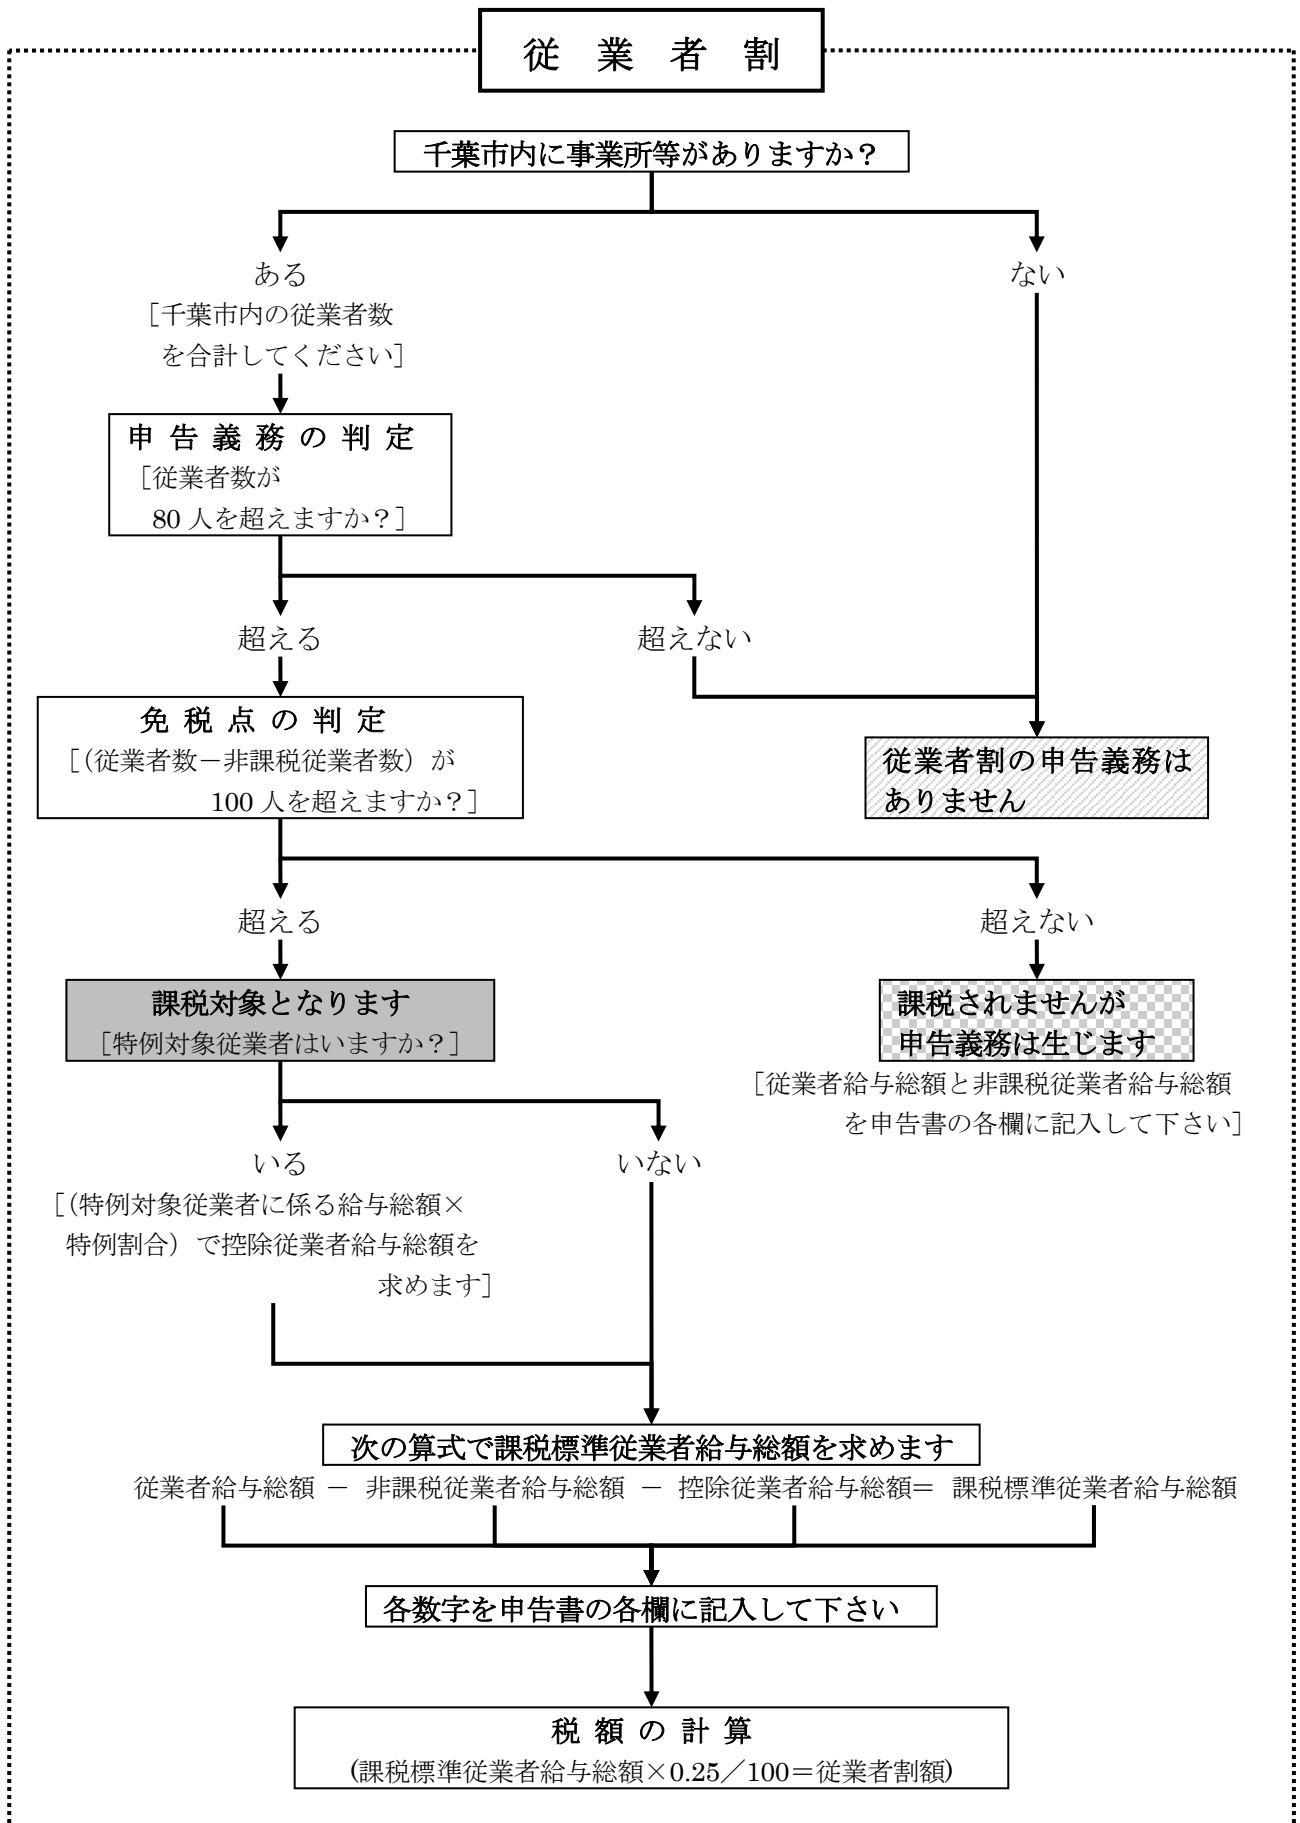 従 業 者 割
千葉市内に事業所等がありますか？
ある
ない
［千葉市内の従業者数
を合計してください］
申 告 義 務 の 判 定
［従業者数が
80 人を超えますか？］
超える
超えない
免 税 点 の 判 定
［（従業者数－非課税従業者数）が
100 人を超えますか？］
従業者割の申告義務は
ありません
超える
超えない
課税対象となります
［特例対象従業者はいますか？］
課税されませんが
申告義務は生じます
［従業者給与総額と非課税従業者給与総額
を申告書の各欄に記入して下さい］
いる
いない
［（特例対象従業者に係る給与総額×
特例割合）で控除従業者給与総額を
求めます］
次の算式で課税標準従業者給与総額を求めます
従業者給与総額 － 非課税従業者給与総額 － 控除従業者給与総額＝ 課税標準従業者給与総額
各数字を申告書の各欄に記入して下さい
税 額 の 計 算
(課税標準従業者給与総額×0.25／100＝従業者割額)